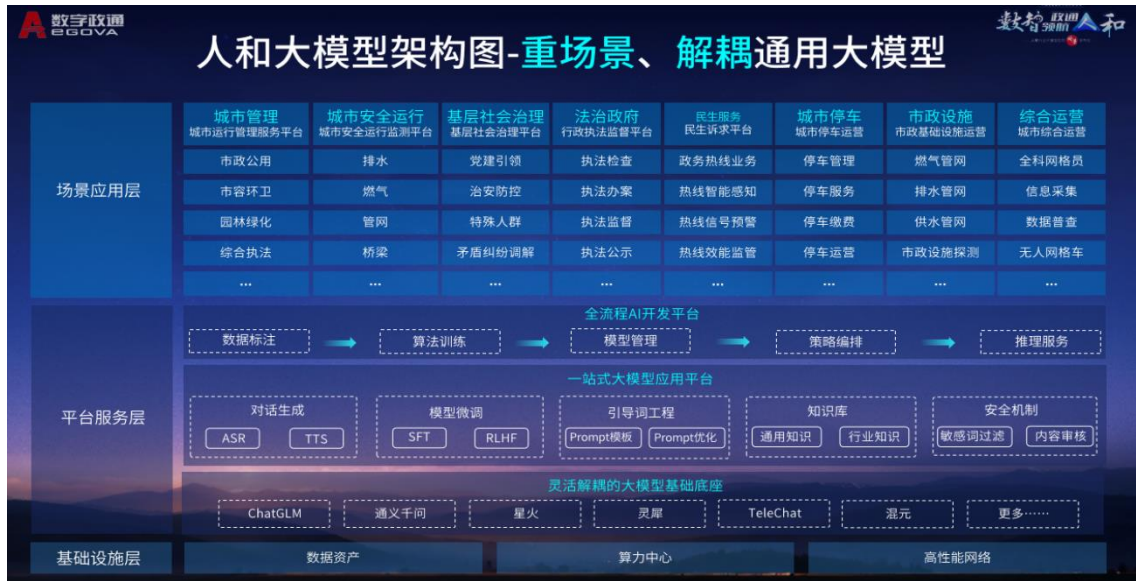 数字政通
EGOVA
数智 政通领航 人和
人和大模型架构图-重场景、解耦通用大模型
场景应用层
城市管理 城市安全运行 基层社会治理 法治政府 民生服务 城市停车 市政设施 综合运营
城市运行管理服务平台 城市安全运行监测平台 基层社会治理平台 行政执法监督平台 民生诉求平台 城市停车运营 市政基础设施运营 城市综合运营
市政公用 排水 党建引领 执法检查 政务热线业务 停车管理 燃气管网 全科网格员
市容环卫 燃气 治安防控 执法办案 热线智能感知 停车服务 排水管网 信息采集
园林绿化 管网 特殊人群 执法监督 热线信号预警 停车缴费 供水管网 数据普查
综合执法 桥梁 矛盾纠纷调解 执法公示 热线效能监管 停车运营 市政设施探测 无人网格车
… … … … … … … …
平台服务层
全流程AI开发平台
数据标注 算法训练 模型管理 策略编排 推理服务
一站式大模型应用平台
对话生成 模型微调 引导词工程 知识库 安全机制
ASR TTS SFT RLHF Prompt模板 Prompt优化 通用知识 行业知识 敏感词过滤 内容审核
灵活解耦的大模型基础底座
ChatGLM 通义千问 星火 灵犀 TeleChat 混元 更多……
基础设施层 数据资产 算力中心 高性能网络